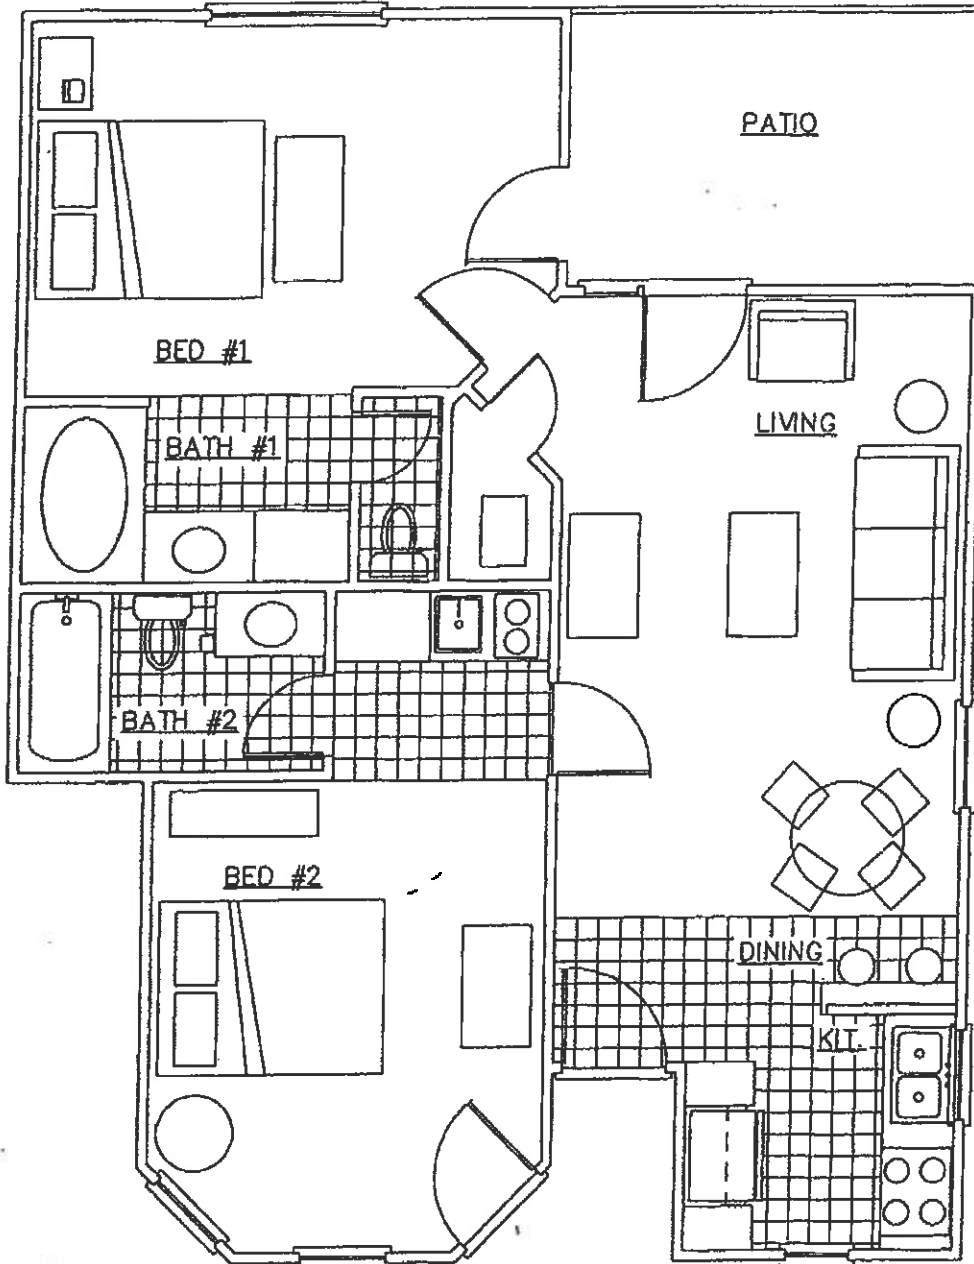 PATIO
BED #1
LIVING
BATH #1
BATH #2
BED #2
DINING
KIT.